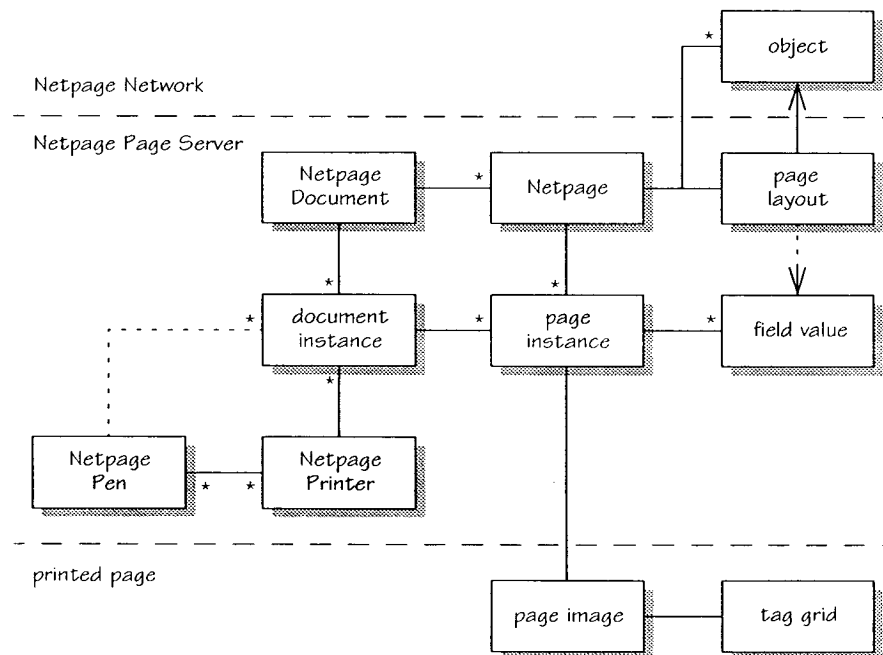 *
object
Netpage Network
Netpage Page Server
Netpage
Document
*
Netpage
page
layout
*
*
*
document
instance
*
page
instance
*
field value
*
Netpage
Pen
*
*
Netpage
Printer
printed page
page image
tag grid